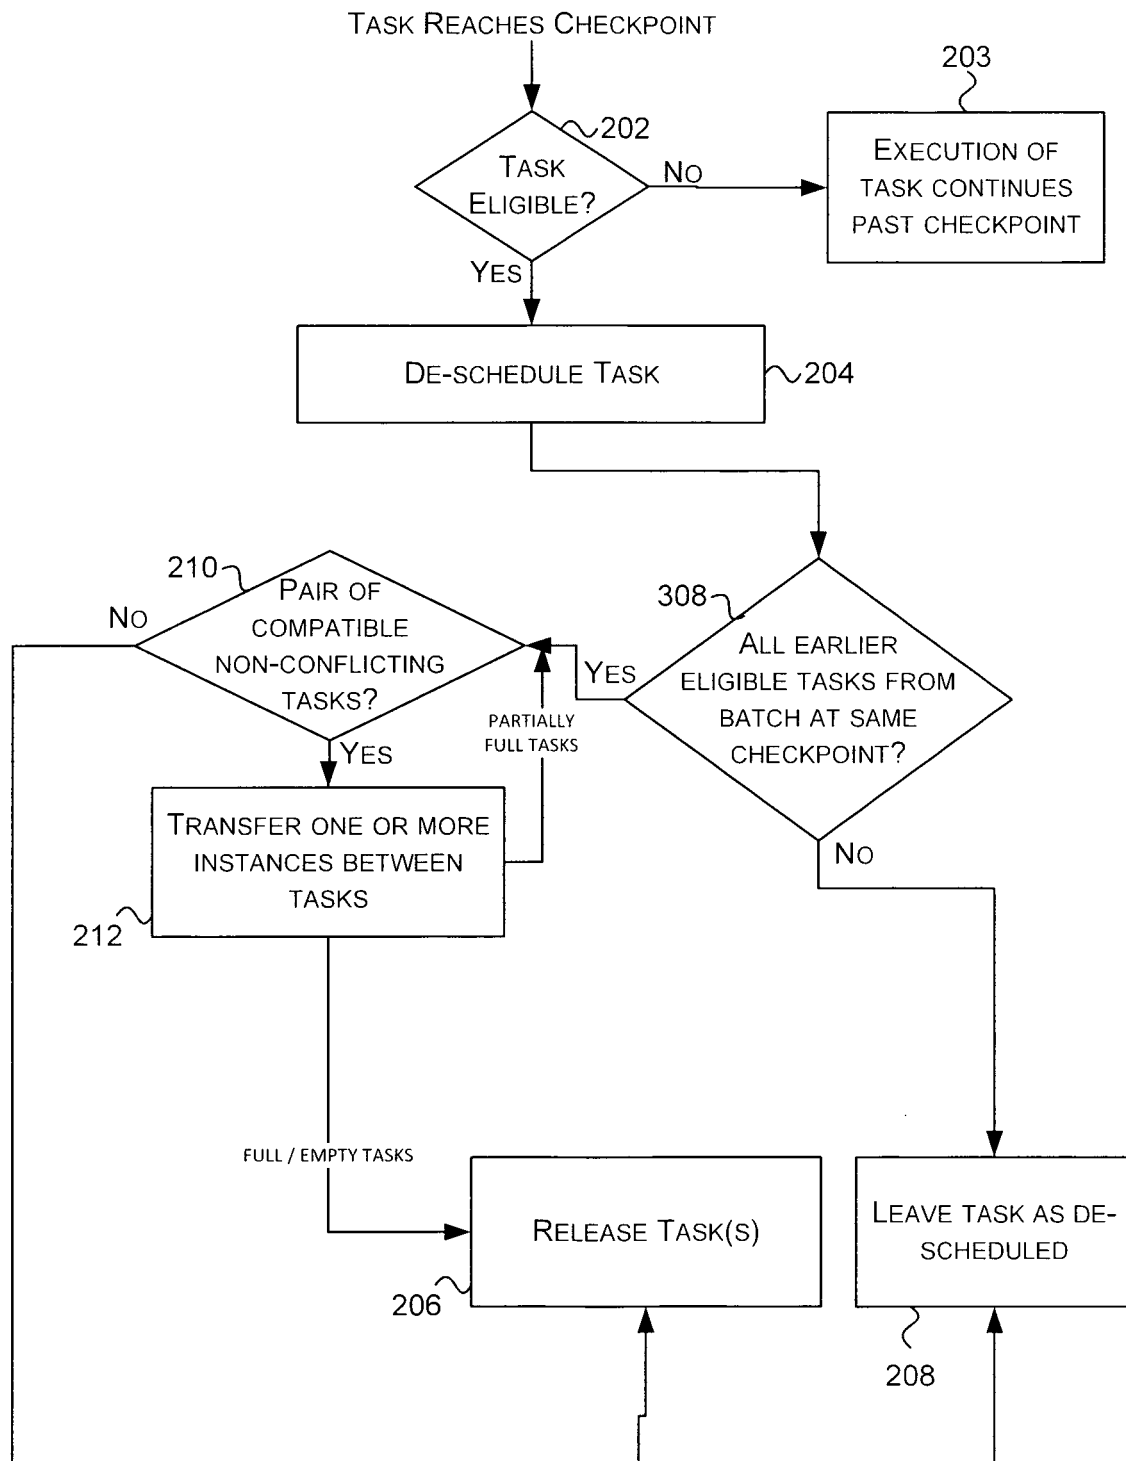 TASK REACHES CHECKPOINT
203
202
TASK
ELIGIBLE?
NO
EXECUTION OF
TASK CONTINUES
PAST CHECKPOINT
YES
DE-SCHEDULE TASK
204
210
PAIR OF
COMPATIBLE
NON-CONFLICTING
TASKS?
NO
308
ALL EARLIER
ELIGIBLE TASKS FROM
BATCH AT SAME
CHECKPOINT?
YES
PARTIALLY
FULL TASKS
YES
NO
TRANSFER ONE OR MORE
INSTANCES BETWEEN
TASKS
212
FULL / EMPTY TASKS
RELEASE TASK(S)
206
LEAVE TASK AS DE-
SCHEDULED
208